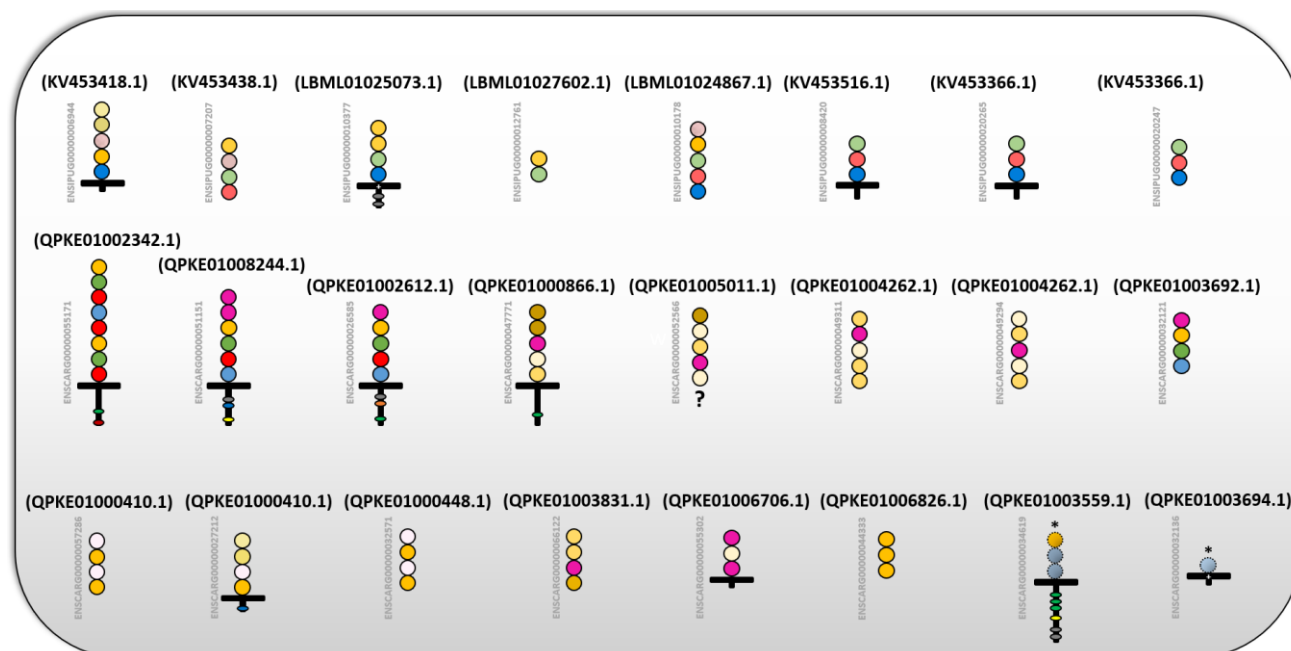 (KV453418.1) (KV453438.1) (LBML01025073.1) (LBML01027602.1) (LBML01024867.1) (KV453516.1) (KV453366.1) (KV453366.1)
ENSIPUG00000006944
ENSIPUG00000007207
ENSIPUG00000010377
ENSIPUG00000012761
ENSIPUG00000010178
ENSIPUG00000008420
ENSIPUG00000020265
ENSIPUG00000020247
(QPKE01002342.1) (QPKE01008244.1) (QPKE01002612.1) (QPKE01000866.1) (QPKE01005011.1) (QPKE01004262.1) (QPKE01004262.1) (QPKE01003692.1)
ENSCARG00000055171
ENSCARG00000051151
ENSCARG00000026585
ENSCARG00000047771
ENSCARG00000052566
ENSCARG00000049311
ENSCARG00000049294
ENSCARG00000032121
?
(QPKE01000410.1) (QPKE01000410.1) (QPKE01000448.1) (QPKE01003831.1) (QPKE01006706.1) (QPKE01006826.1) (QPKE01003559.1) (QPKE01003694.1)
ENSCARG00000057286
ENSCARG00000027212
ENSCARG00000032571
ENSCARG00000066122
ENSCARG00000055302
ENSCARG00000044333
ENSCARG00000034619
ENSCARG00000032136
*
*